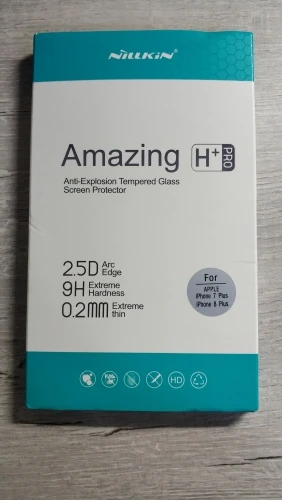 NILLKIN
Amazing H+ PRO
Anti-Explosion Tempered Glass
Screen Protector
2.5D Arc Edge
9H Extreme Hardness
0.2mm Extreme thin
For
APPLE
iPhone 7 Plus
iPhone 8 Plus
HD